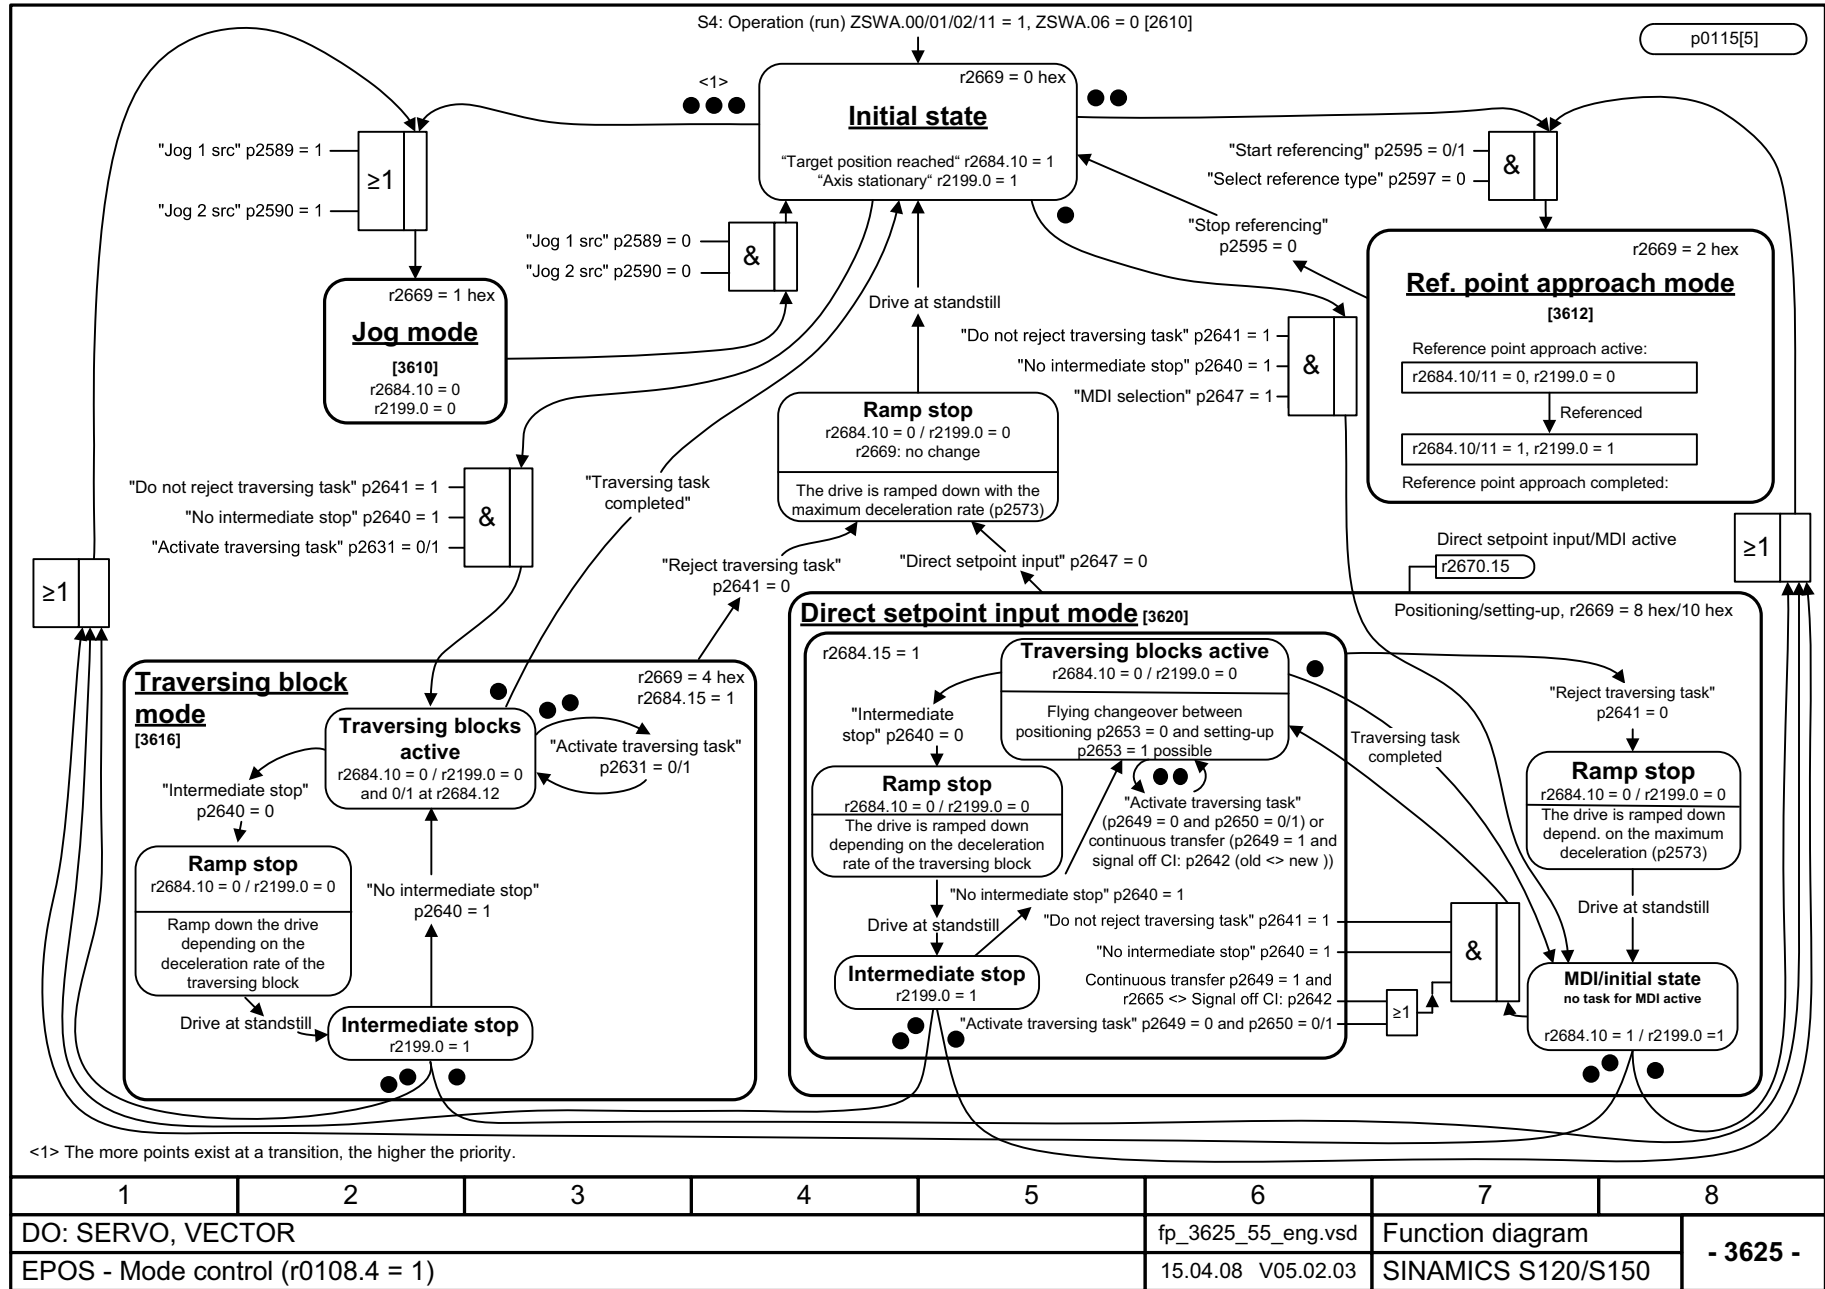 S4: Operation (run) ZSWA.00/01/02/11 = 1, ZSWA.06 = 0 [2610]
p0115[5]
<1>
r2669 = 0 hex
Initial state
"Target position reached" r2684.10 = 1
"Axis stationary" r2199.0 = 1
"Jog 1 src" p2589 = 1
≥1
"Jog 2 src" p2590 = 1
"Start referencing" p2595 = 0/1
&
"Select reference type" p2597 = 0
"Jog 1 src" p2589 = 0
&
"Jog 2 src" p2590 = 0
"Stop referencing"
p2595 = 0
r2669 = 1 hex
Jog mode
[3610]
r2684.10 = 0
r2199.0 = 0
Drive at standstill
r2669 = 2 hex
Ref. point approach mode
[3612]
Reference point approach active:
r2684.10/11 = 0, r2199.0 = 0
Referenced
r2684.10/11 = 1, r2199.0 = 1
Reference point approach completed:
"Do not reject traversing task" p2641 = 1
"No intermediate stop" p2640 = 1
&
"MDI selection" p2647 = 1
Ramp stop
r2684.10 = 0 / r2199.0 = 0
r2669: no change
The drive is ramped down with the
maximum deceleration rate (p2573)
"Do not reject traversing task" p2641 = 1
"No intermediate stop" p2640 = 1
&
"Activate traversing task" p2631 = 0/1
"Traversing task
completed"
"Reject traversing task"
p2641 = 0
"Direct setpoint input" p2647 = 0
Direct setpoint input/MDI active
r2670.15
≥1
≥1
Traversing block
mode
[3616]
r2669 = 4 hex
r2684.15 = 1
Traversing blocks
active
r2684.10 = 0 / r2199.0 = 0
and 0/1 at r2684.12
"Activate traversing task"
p2631 = 0/1
"Intermediate stop"
p2640 = 0
Ramp stop
r2684.10 = 0 / r2199.0 = 0
Ramp down the drive
depending on the
deceleration rate of the
traversing block
"No intermediate stop"
p2640 = 1
Drive at standstill
Intermediate stop
r2199.0 = 1
Direct setpoint input mode [3620]
Positioning/setting-up, r2669 = 8 hex/10 hex
r2684.15 = 1
Traversing blocks active
r2684.10 = 0 / r2199.0 = 0
Flying changeover between
positioning p2653 = 0 and setting-up
p2653 = 1 possible
"Intermediate
stop" p2640 = 0
Ramp stop
r2684.10 = 0 / r2199.0 = 0
The drive is ramped down
depending on the deceleration
rate of the traversing block
"Activate traversing task"
(p2649 = 0 and p2650 = 0/1) or
continuous transfer (p2649 = 1 and
signal off CI: p2642 (old <> new ))
"No intermediate stop" p2640 = 1
Drive at standstill
Intermediate stop
r2199.0 = 1
Traversing task
completed
"Reject traversing task"
p2641 = 0
Ramp stop
r2684.10 = 0 / r2199.0 = 0
The drive is ramped down
depend. on the maximum
deceleration (p2573)
Drive at standstill
"Do not reject traversing task" p2641 = 1
"No intermediate stop" p2640 = 1
&
Continuous transfer p2649 = 1 and
r2665 <> Signal off CI: p2642
≥1
"Activate traversing task" p2649 = 0 and p2650 = 0/1
MDI/initial state
no task for MDI active
r2684.10 = 1 / r2199.0 =1
<1> The more points exist at a transition, the higher the priority.
1 2 3 4 5 6 7 8
DO: SERVO, VECTOR
fp_3625_55_eng.vsd
Function diagram
- 3625 -
EPOS - Mode control (r0108.4 = 1)
15.04.08 V05.02.03
SINAMICS S120/S150